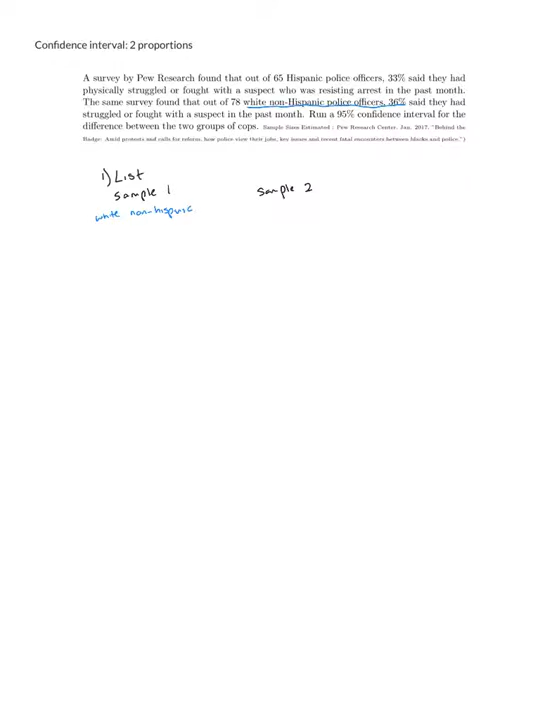 Confidence interval: 2 proportions
A survey by Pew Research found that out of 65 Hispanic police officers, 33% said they had
physically struggled or fought with a suspect who was resisting arrest in the past month.
The same survey found that out of 78 white non-Hispanic police officers, 36% said they had
struggled or fought with a suspect in the past month. Run a 95% confidence interval for the
difference between the two groups of cops. Sample Sizes Estimated : Pew Research Center. Jan. 2017. "Behind the
Badge: Amid protests and calls for reform, how police view their jobs, key issues and recent fatal encounters between blacks and police.")
1) List
Sample 1
Sample 2
white non-hispanic